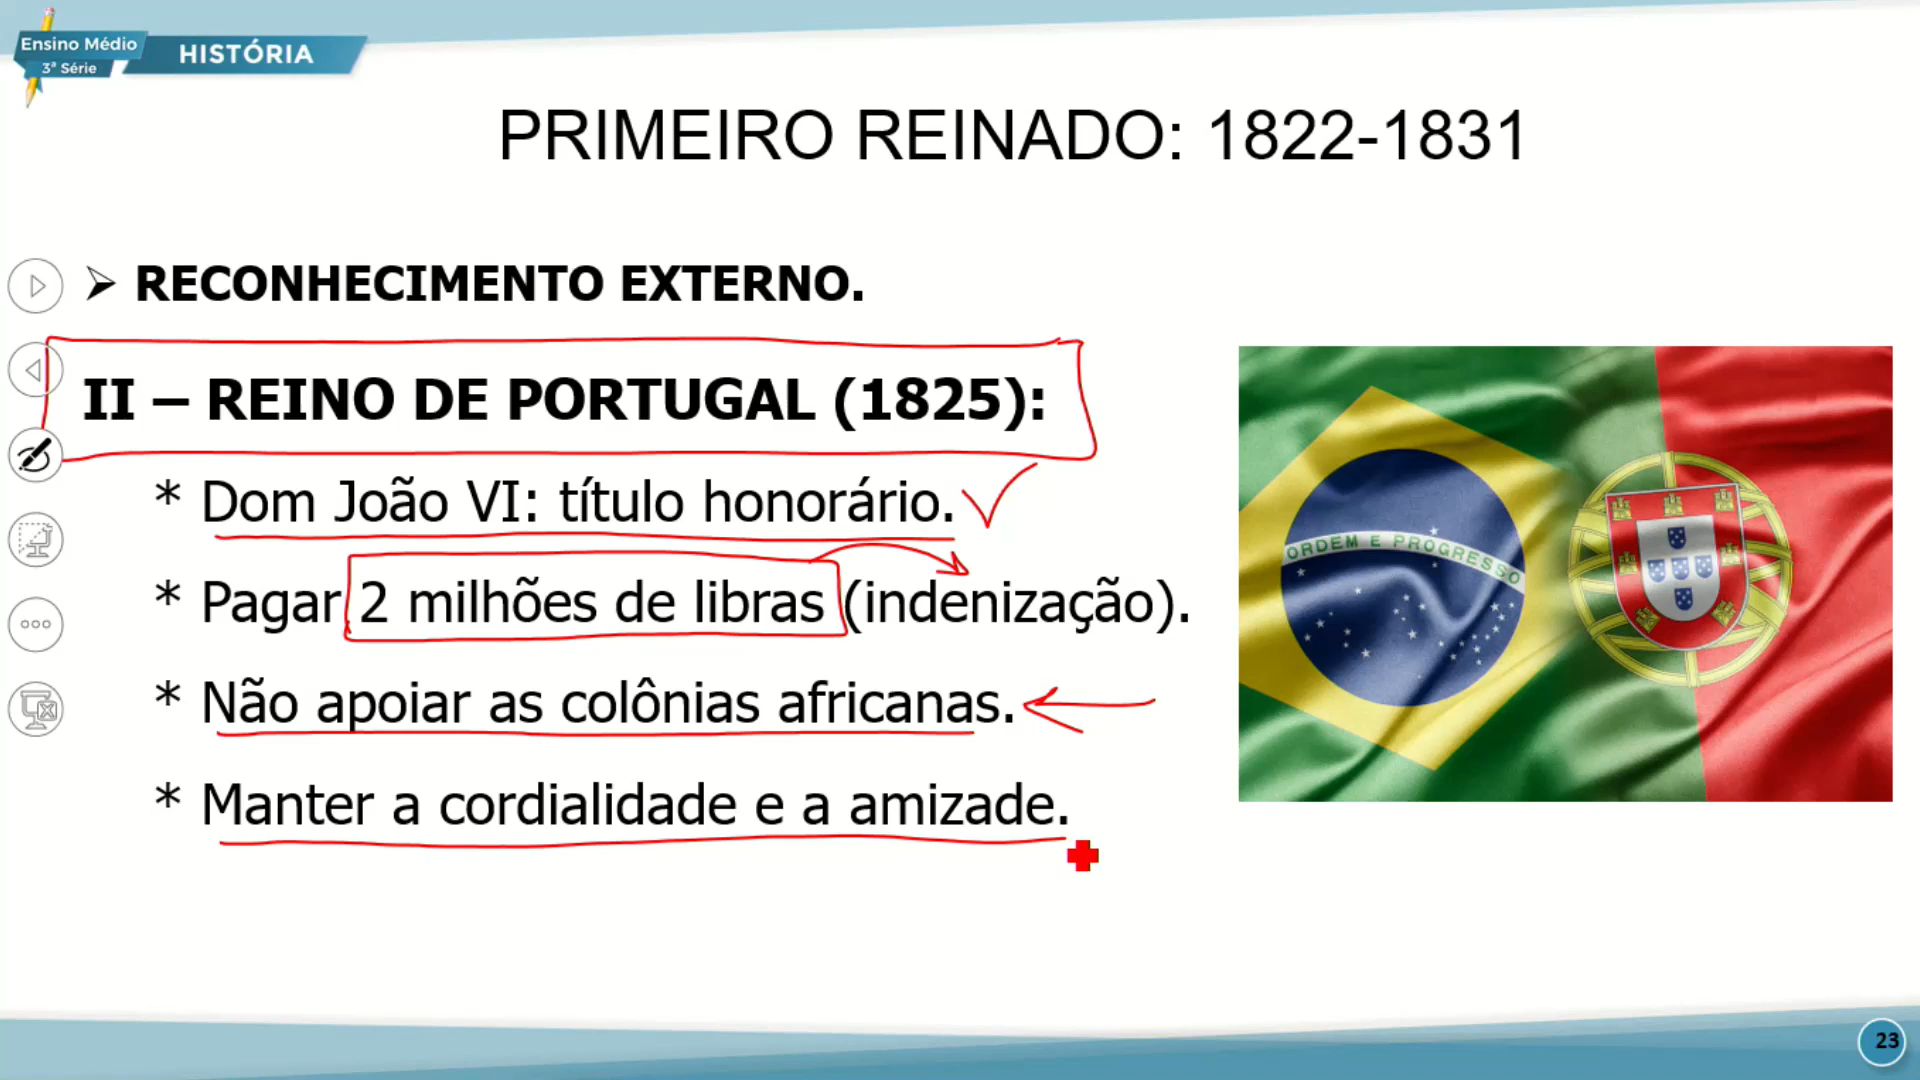 Ensino Médio
3ª Série
HISTÓRIA
PRIMEIRO REINADO: 1822-1831
➢ RECONHECIMENTO EXTERNO.
II – REINO DE PORTUGAL (1825):
* Dom João VI: título honorário.
* Pagar 2 milhões de libras (indenização).
* Não apoiar as colônias africanas.
* Manter a cordialidade e a amizade.
ORDEM E PROGRESSO
23